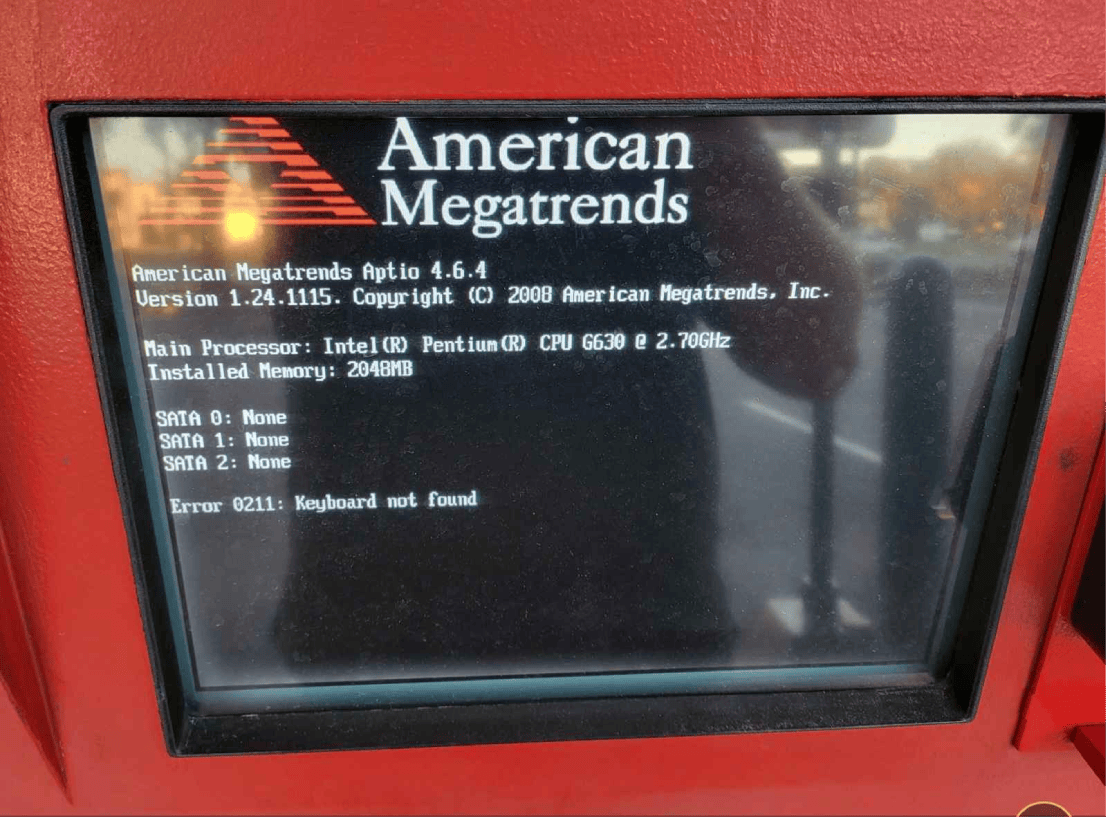 American
Megatrends
American Megatrends Aptio 4.6.4
Version 1.24.1115. Copyright (C) 2008 American Megatrends, Inc.
Main Processor: Intel(R) Pentium(R) CPU G630 @ 2.70GHz
Installed Memory: 2048MB
SATA 0: None
SATA 1: None
SATA 2: None
Error 0211: Keyboard not found